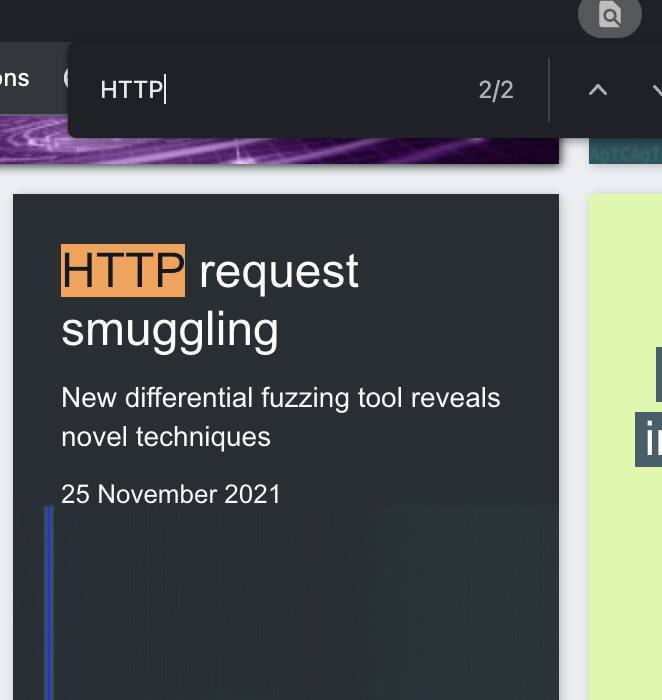 ons
HTTP
2/2
HTTP request
smuggling
New differential fuzzing tool reveals
novel techniques
25 November 2021